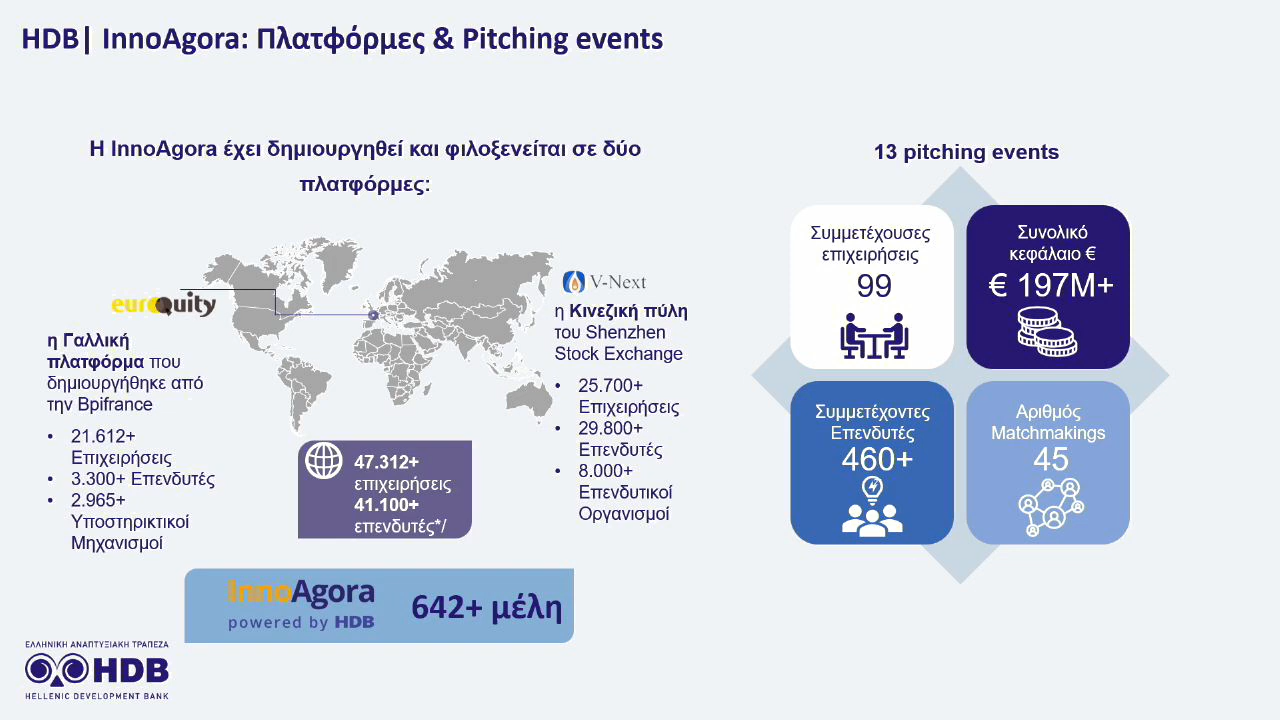 HDB| InnoAgora: Πλατφόρμες & Pitching events
Η InnoAgora έχει δημιουργηθεί και φιλοξενείται σε δύο
πλατφόρμες:
euroQuity
η Γαλλική
πλατφόρμα που
δημιουργήθηκε από
την Bpifrance
• 21.612+
Επιχειρήσεις
• 3.300+ Επενδυτές
• 2.965+
Υποστηρικτικοί
Μηχανισμοί
V-Next
η Κινεζική πύλη
του Shenzhen
Stock Exchange
• 25.700+
Επιχειρήσεις
• 29.800+
Επενδυτές
• 8.000+
Επενδυτικοί
Οργανισμοί
47.312+
επιχειρήσεις
41.100+
επενδυτές*/
InnoAgora
powered by HDB
642+ μέλη
13 pitching events
Συμμετέχουσες
επιχειρήσεις
99
Συνολικό
κεφάλαιο €
€ 197M+
Συμμετέχοντες
Επενδυτές
460+
Αριθμός
Matchmakings
45
ΕΛΛΗΝΙΚΗ ΑΝΑΠΤΥΞΙΑΚΗ ΤΡΑΠΕΖΑ
HDB
HELLENIC DEVELOPMENT BANK